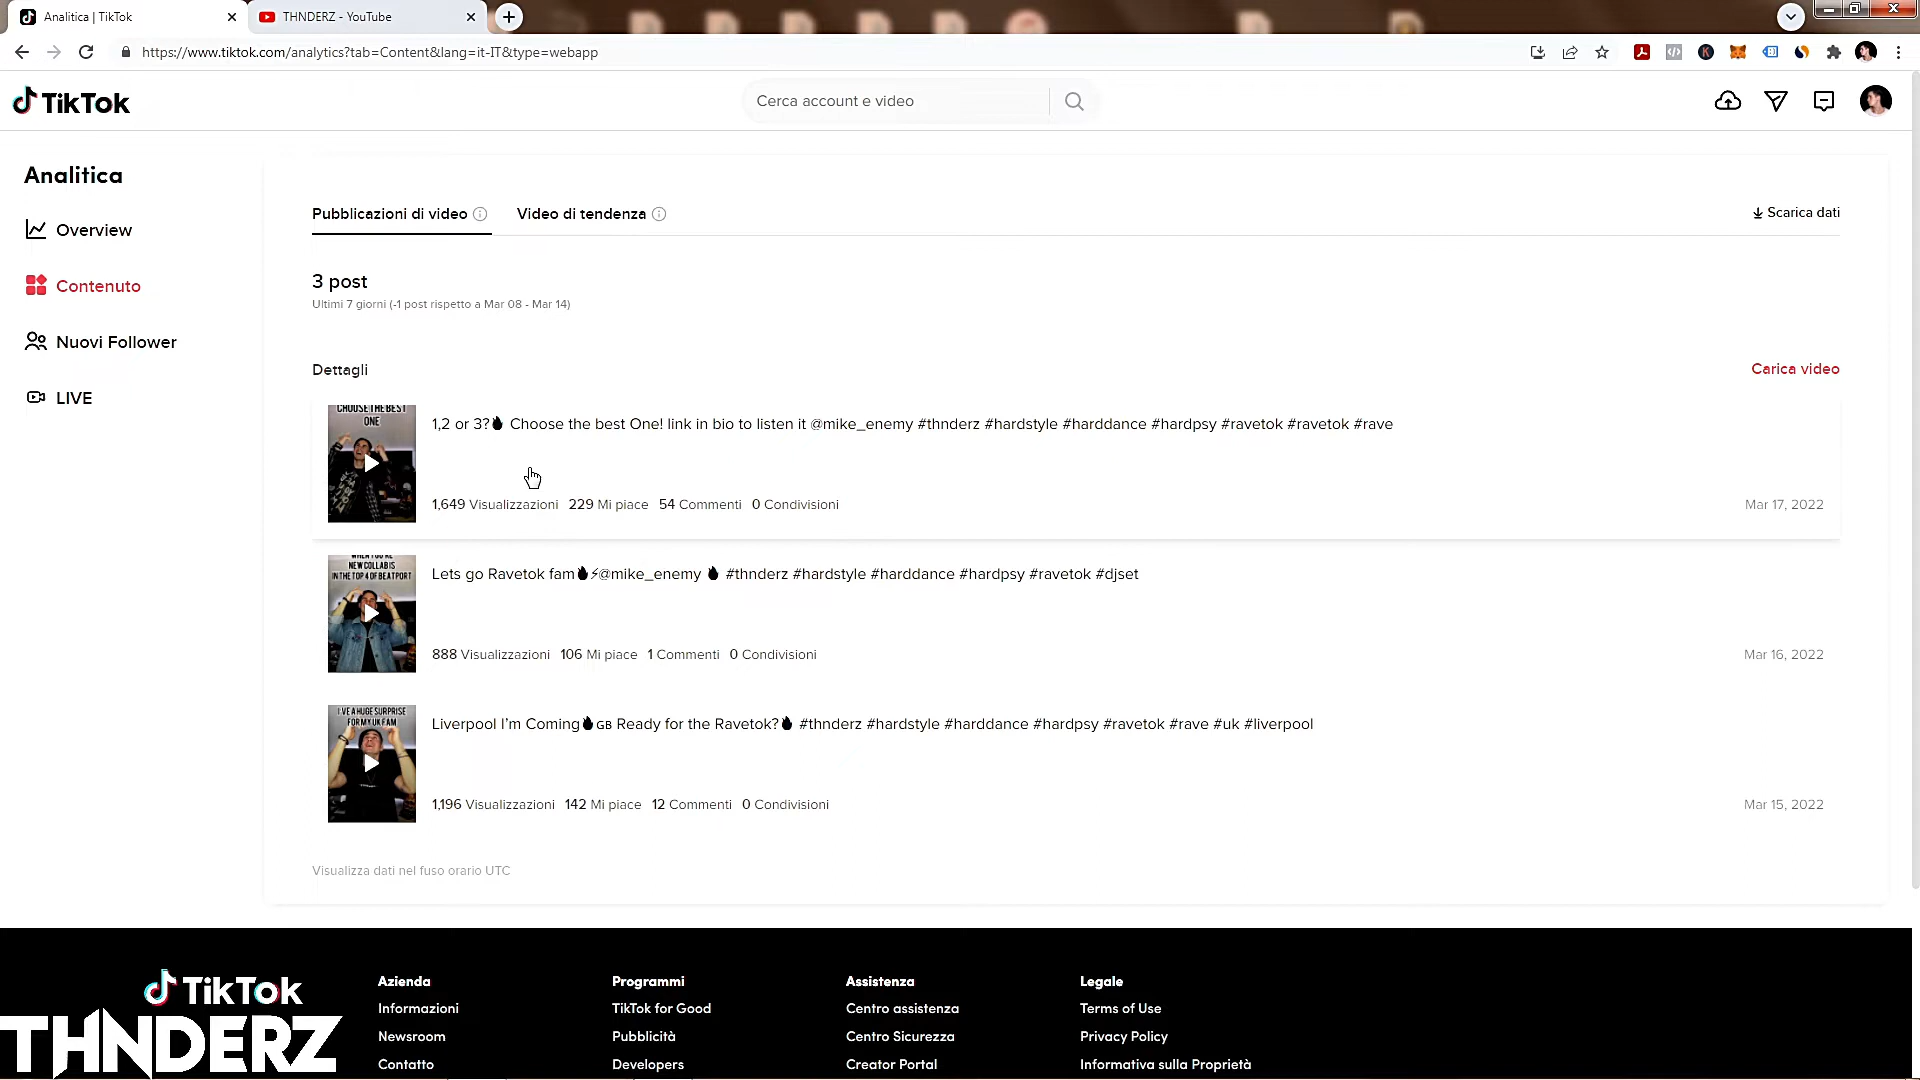 Analitica | TikTok
THNDERZ - YouTube
https://www.tiktok.com/analytics?tab=Content&lang=it-IT&type=webapp
TikTok
Cerca account e video
Analitica
Overview
Contenuto
Nuovi Follower
LIVE
Pubblicazioni di video
Video di tendenza
Scarica dati
3 post
Ultimi 7 giorni (-1 post rispetto a Mar 08 - Mar 14)
Dettagli
Carica video
CHOOSE THE BEST
ONE
1,2 or 3?🔥 Choose the best One! link in bio to listen it @mike_enemy #thnderz #hardstyle #harddance #hardpsy #ravetok #ravetok #rave
1,649 Visualizzazioni 229 Mi piace 54 Commenti 0 Condivisioni
Mar 17, 2022
WHEN YOU'RE
NEW COLLAB IS
IN THE TOP 4 OF BEATPORT
Lets go Ravetok fam🔥⚡@mike_enemy 🔥 #thnderz #hardstyle #harddance #hardpsy #ravetok #djset
888 Visualizzazioni 106 Mi piace 1 Commenti 0 Condivisioni
Mar 16, 2022
I'VE A HUGE SURPRISE
FOR MY UK FAM
Liverpool I'm Coming🔥GB Ready for the Ravetok?🔥 #thnderz #hardstyle #harddance #hardpsy #ravetok #rave #uk #liverpool
1,196 Visualizzazioni 142 Mi piace 12 Commenti 0 Condivisioni
Mar 15, 2022
Visualizza dati nel fuso orario UTC
TikTok
THNDERZ
Azienda
Informazioni
Newsroom
Contatto
Programmi
TikTok for Good
Pubblicità
Developers
Assistenza
Centro assistenza
Centro Sicurezza
Creator Portal
Legale
Terms of Use
Privacy Policy
Informativa sulla Proprietà